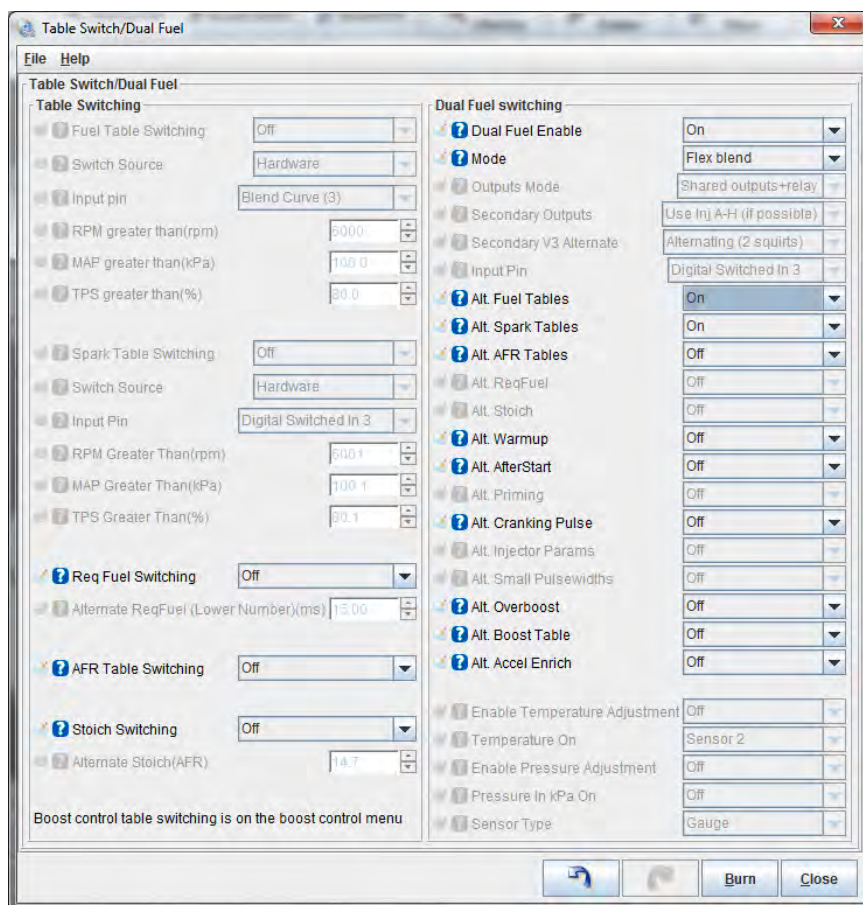 Table Switch/Dual Fuel
File Help
Table Switch/Dual Fuel
Table Switching
Fuel Table Switching Off
Switch Source Hardware
Input pin Blend Curve (3)
RPM greater than(rpm) 6000
MAP greater than(kPa) 100.0
TPS greater than(%) 80.0
Spark Table Switching Off
Switch Source Hardware
Input Pin Digital Switched In 3
RPM Greater Than(rpm) 6001
MAP Greater Than(kPa) 100.1
TPS Greater Than(%) 80.1
Req Fuel Switching Off
Alternate ReqFuel (Lower Number)(ms) 15.00
AFR Table Switching Off
Stoich Switching Off
Alternate Stoich(AFR) 14.7
Boost control table switching is on the boost control menu
Dual Fuel switching
Dual Fuel Enable On
Mode Flex blend
Outputs Mode Shared outputs+relay
Secondary Outputs Use Inj A-H (if possible)
Secondary V3 Alternate Alternating (2 squirts)
Input Pin Digital Switched In 3
Alt. Fuel Tables On
Alt. Spark Tables On
Alt. AFR Tables Off
Alt. ReqFuel Off
Alt. Stoich Off
Alt. Warmup Off
Alt. AfterStart Off
Alt. Priming Off
Alt. Cranking Pulse Off
Alt. Injector Params Off
Alt. Small Pulsewidths Off
Alt. Overboost Off
Alt. Boost Table Off
Alt. Accel Enrich Off
Enable Temperature Adjustment Off
Temperature On Sensor 2
Enable Pressure Adjustment Off
Pressure In kPa On Off
Sensor Type Gauge
Burn Close